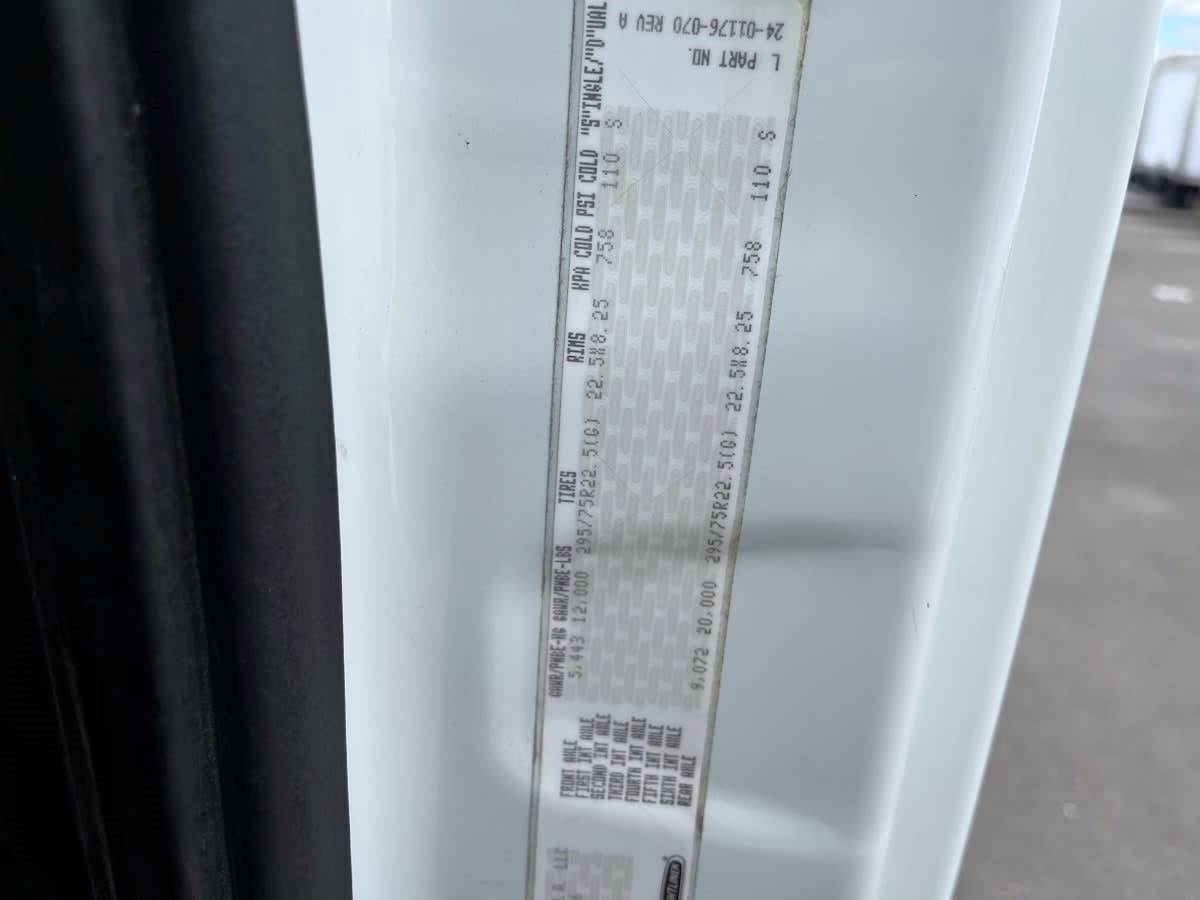 GAWR/PNBE-KG GAWR/PNBE-LBS TIRES RIMS KPA COLD PSI COLD "S"INGLE/"D"UAL
FRONT AXLE 5,443 12,000 295/75R22.5(G) 22.5X8.25 758 110 S
FIRST INT AXLE
SECOND INT AXLE
THIRD INT AXLE
FOURTH INT AXLE
FIFTH INT AXLE
SIXTH INT AXLE
REAR AXLE 9,072 20,000 295/75R22.5(G) 22.5X8.25 758 110 S
L PART NO.
24-01176-070 REV A
LLC